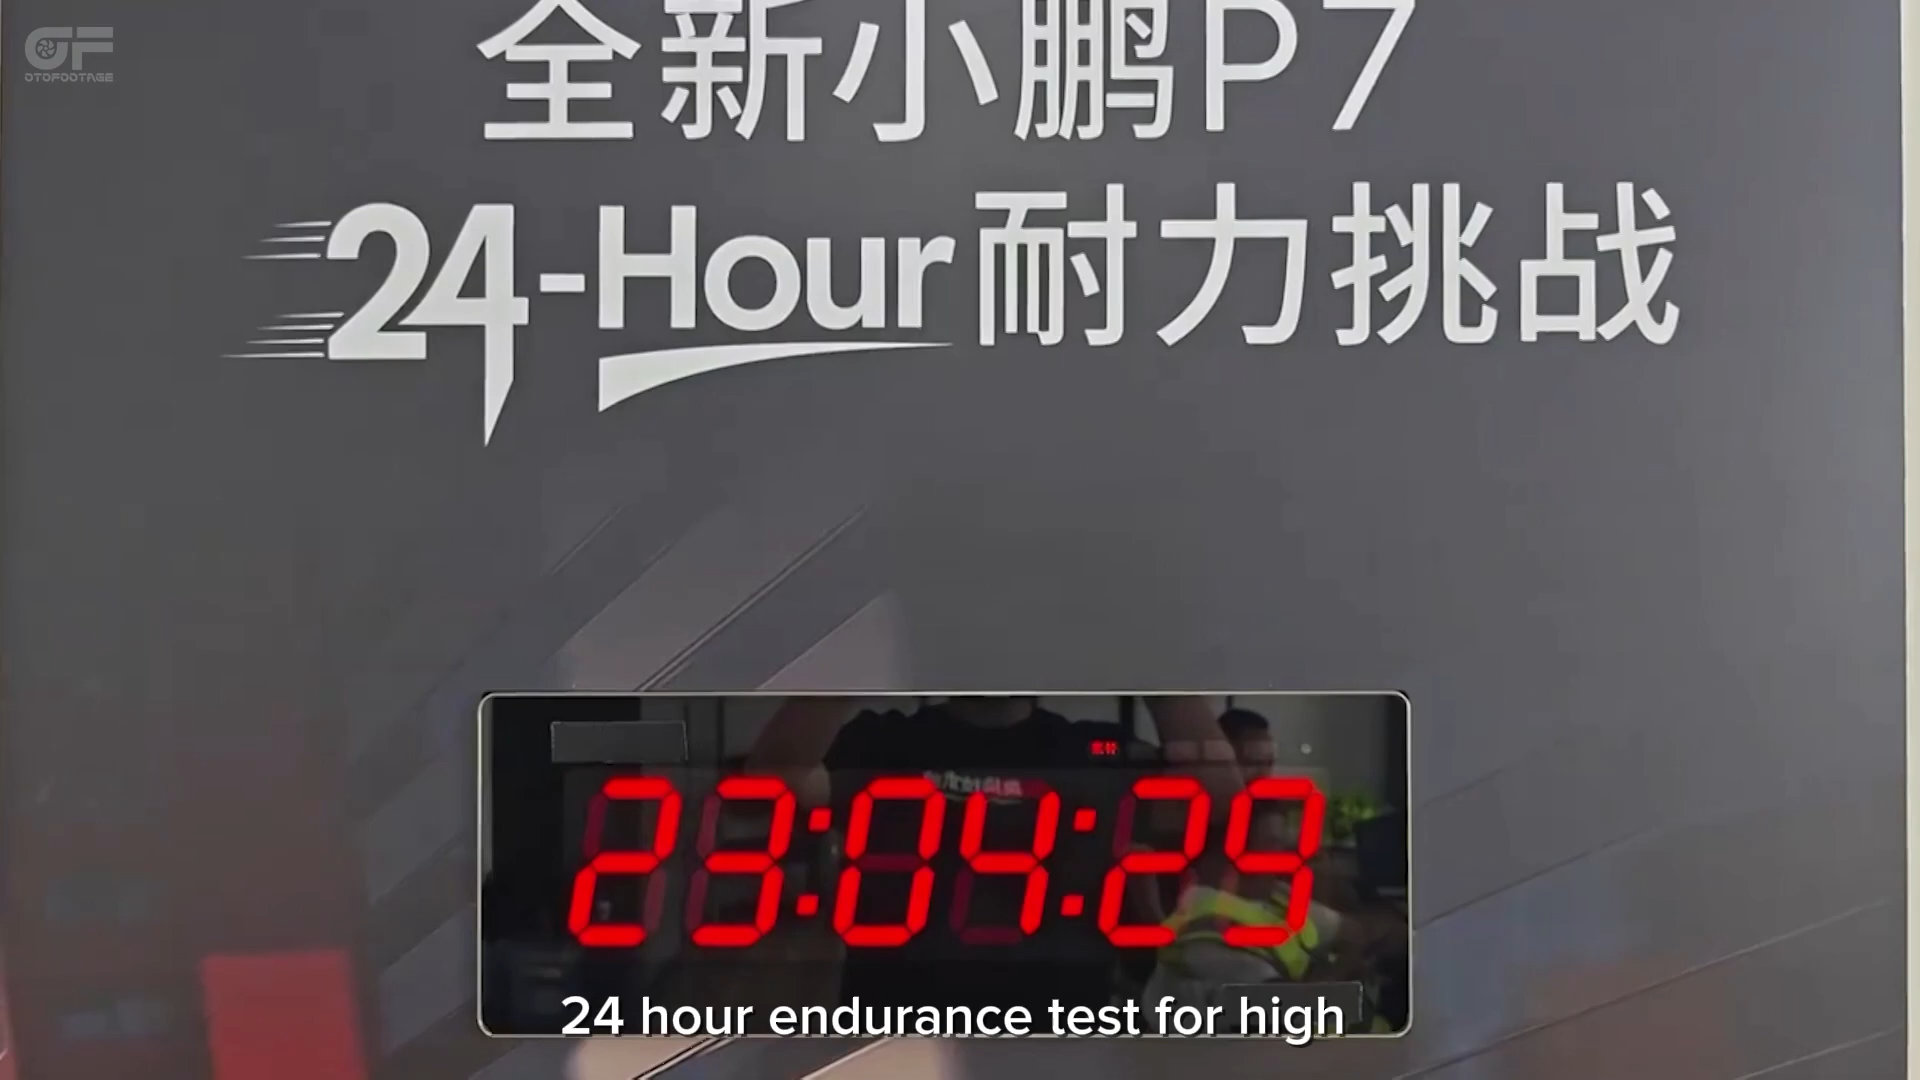 GF
OTOFOOTAGE
全新小鹏P7
24-Hour耐力挑战
23:04:29
24 hour endurance test for high